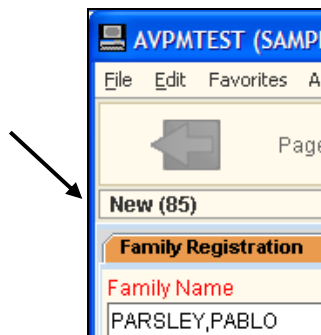 AVPMTEST (SAMP
File Edit Favorites A
Page
New (85)
Family Registration
Family Name
PARSLEY,PABLO